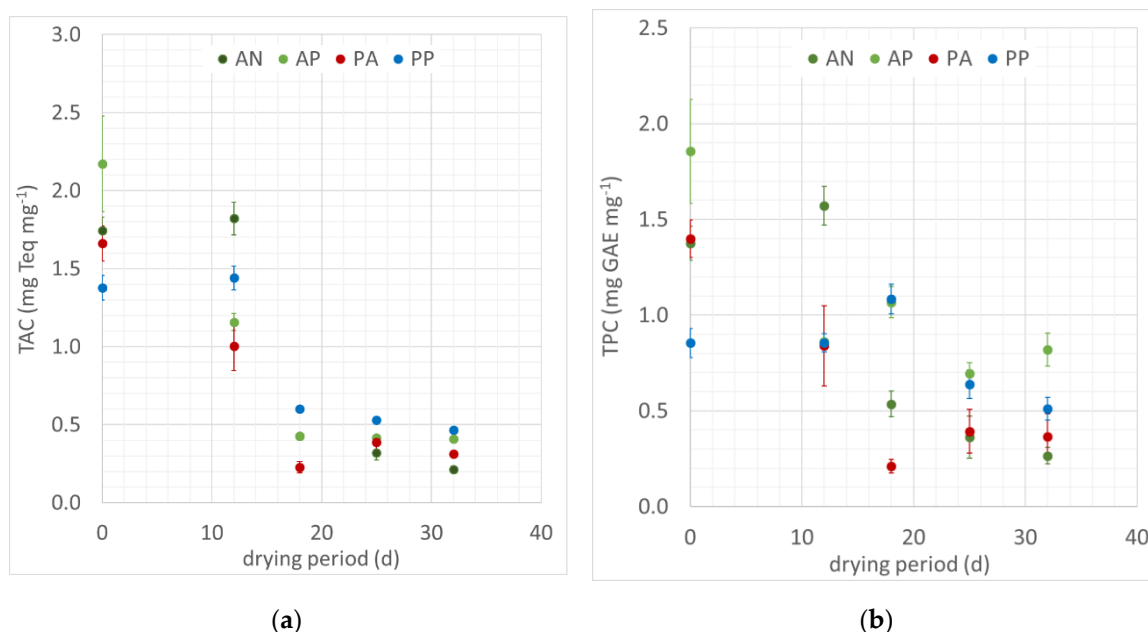 3.0
2.5
2.0
1.5
1.0
0.5
0.0
TAC (mg Teq mg⁻¹)
AN AP PA PP
0 10 20 30 40
drying period (d)
(a)
2.5
2.0
1.5
1.0
0.5
0.0
TPC (mg GAE mg⁻¹)
AN AP PA PP
0 10 20 30 40
drying period (d)
(b)